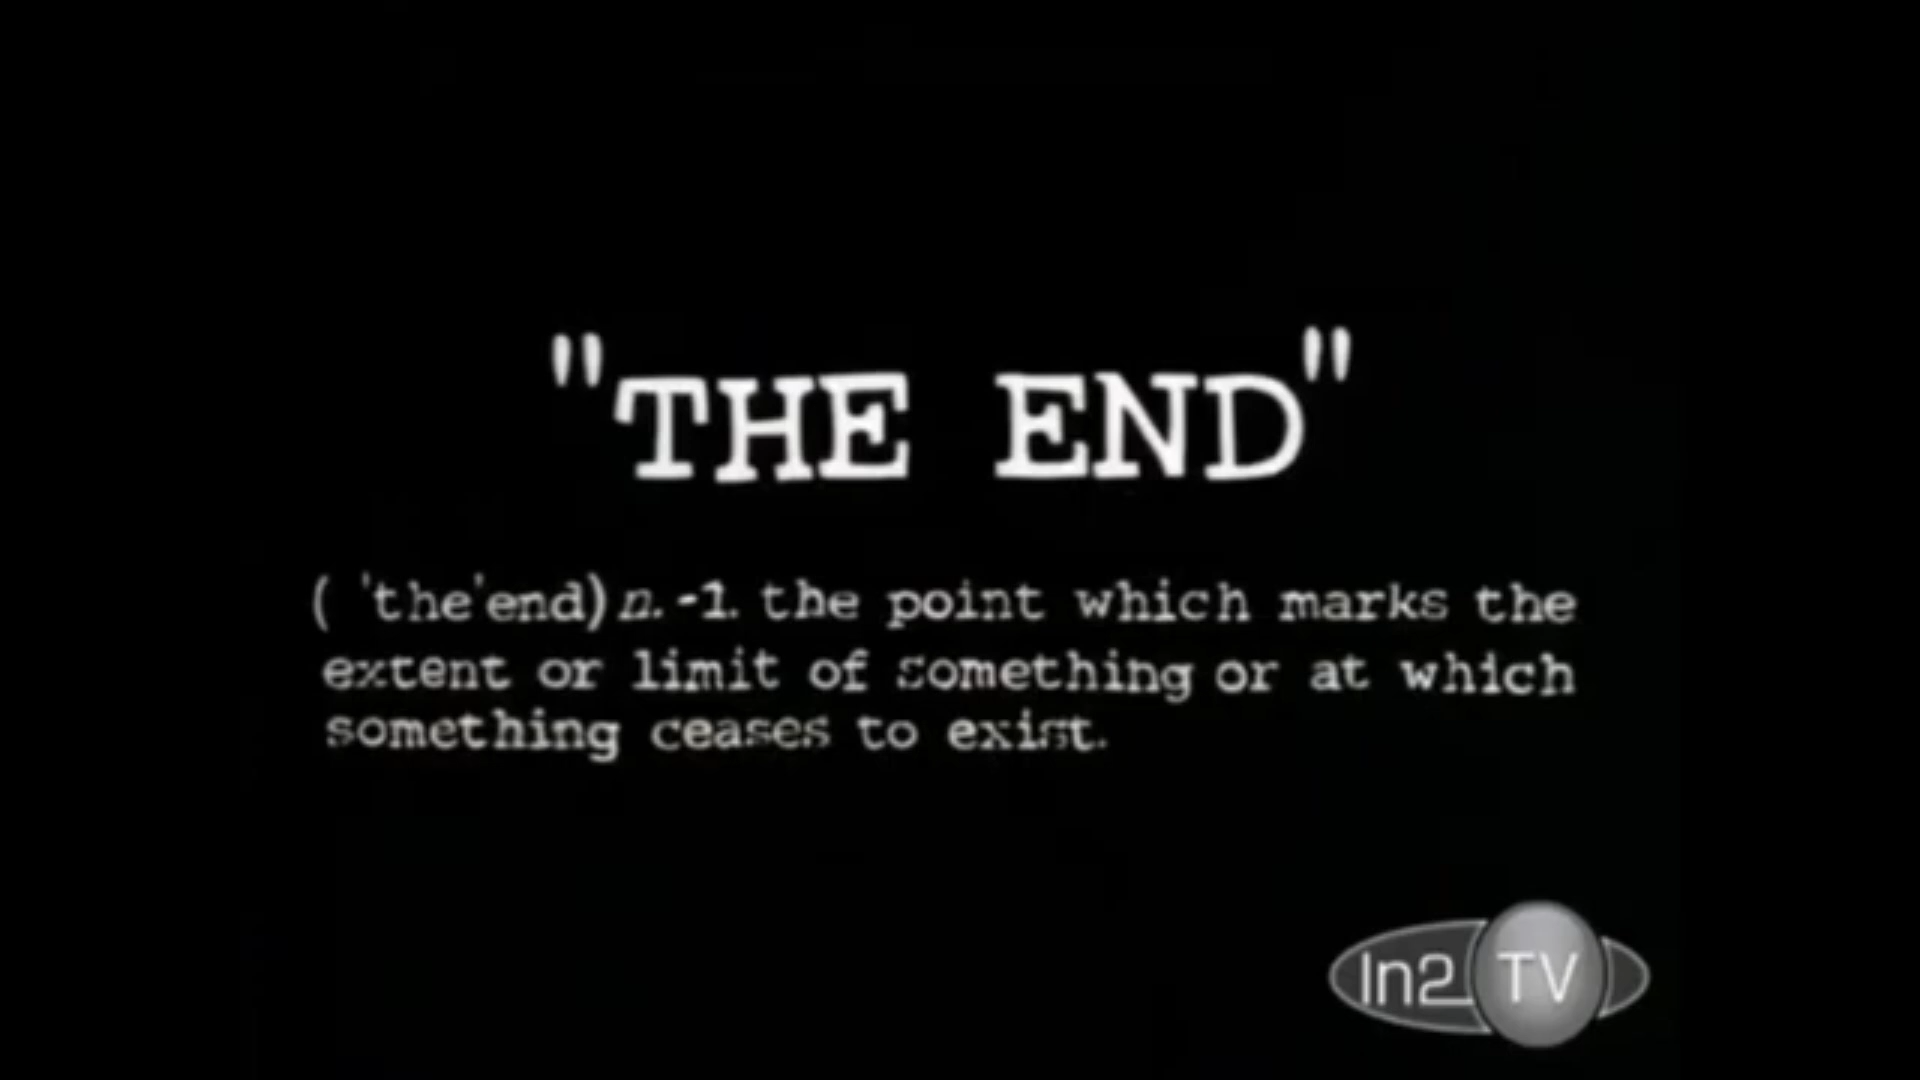 "THE END"
( 'the'end) n. -1. the point which marks the
extent or limit of something or at which
something ceases to exist.
In2 TV